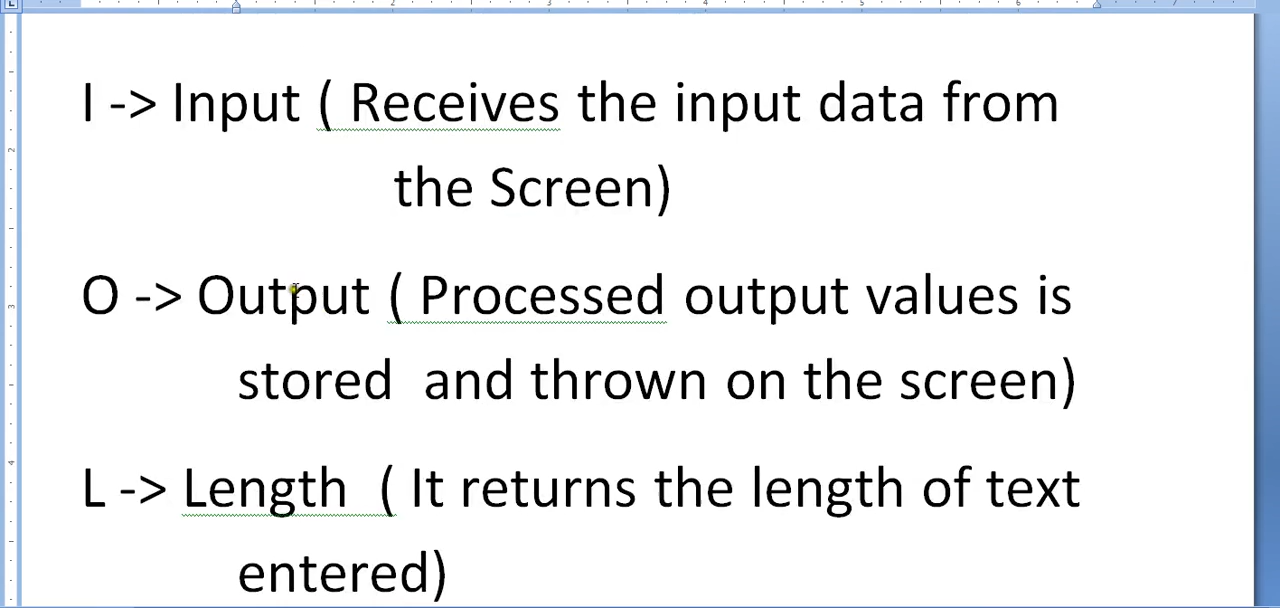 I -> Input ( Receives the input data from
the Screen)
O -> Output ( Processed output values is
stored  and thrown on the screen)
L -> Length  ( It returns the length of text
entered)